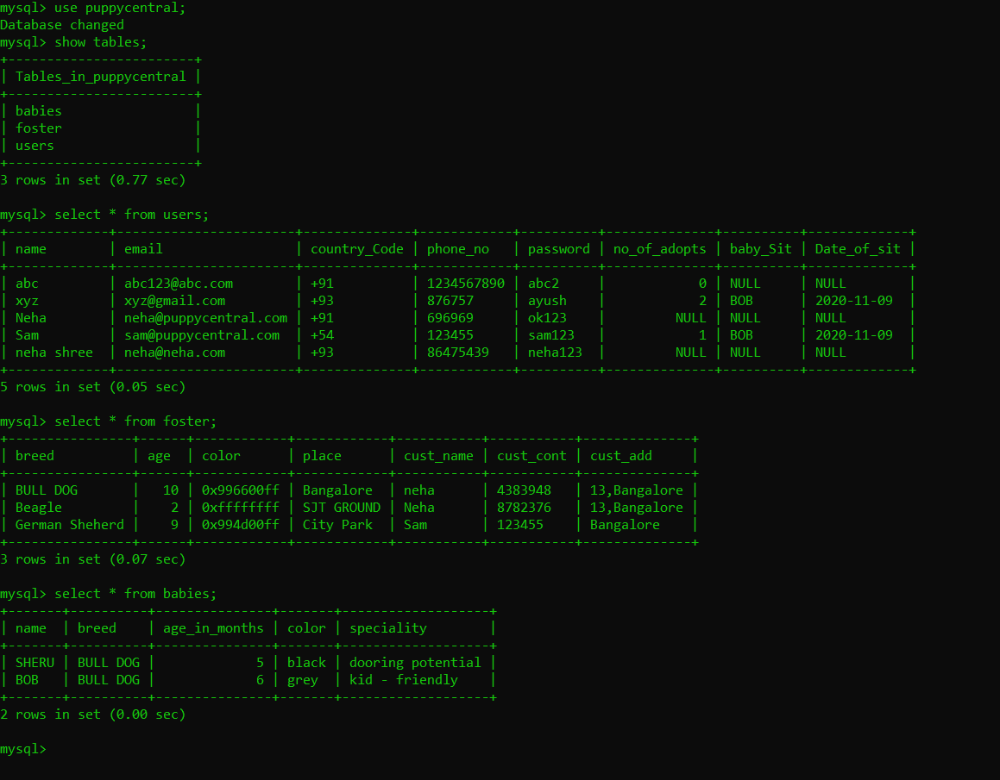 mysql> use puppycentral;
Database changed
mysql> show tables;
+------------------------+
| Tables_in_puppycentral |
+------------------------+
| babies                 |
| foster                 |
| users                  |
+------------------------+
3 rows in set (0.77 sec)

mysql> select * from users;
+-------------+-----------------------+--------------+------------+----------+--------------+----------+-------------+
| name        | email                 | country_Code | phone_no   | password | no_of_adopts | baby_Sit | Date_of_sit |
+-------------+-----------------------+--------------+------------+----------+--------------+----------+-------------+
| abc         | abc123@abc.com        | +91          | 1234567890 | abc2     |            0 | NULL     | NULL        |
| xyz         | xyz@gmail.com         | +93          | 876757     | ayush    |            2 | BOB      | 2020-11-09  |
| Neha        | neha@puppycentral.com | +91          | 696969     | ok123    |         NULL | NULL     | NULL        |
| Sam         | sam@puppycentral.com  | +54          | 123455     | sam123   |            1 | BOB      | 2020-11-09  |
| neha shree  | neha@neha.com         | +93          | 86475439   | neha123  |         NULL | NULL     | NULL        |
+-------------+-----------------------+--------------+------------+----------+--------------+----------+-------------+
5 rows in set (0.05 sec)

mysql> select * from foster;
+----------------+------+------------+------------+-----------+-----------+--------------+
| breed          | age  | color      | place      | cust_name | cust_cont | cust_add     |
+----------------+------+------------+------------+-----------+-----------+--------------+
| BULL DOG       |   10 | 0x996600ff | Bangalore  | neha      | 4383948   | 13,Bangalore |
| Beagle         |    2 | 0xffffffff | SJT GROUND | Neha      | 8782376   | 13,Bangalore |
| German Sheherd |    9 | 0x994d00ff | City Park  | Sam       | 123455    | Bangalore    |
+----------------+------+------------+------------+-----------+-----------+--------------+
3 rows in set (0.07 sec)

mysql> select * from babies;
+-------+----------+---------------+-------+-------------------+
| name  | breed    | age_in_months | color | speciality        |
+-------+----------+---------------+-------+-------------------+
| SHERU | BULL DOG |             5 | black | dooring potential |
| BOB   | BULL DOG |             6 | grey  | kid - friendly    |
+-------+----------+---------------+-------+-------------------+
2 rows in set (0.00 sec)

mysql>